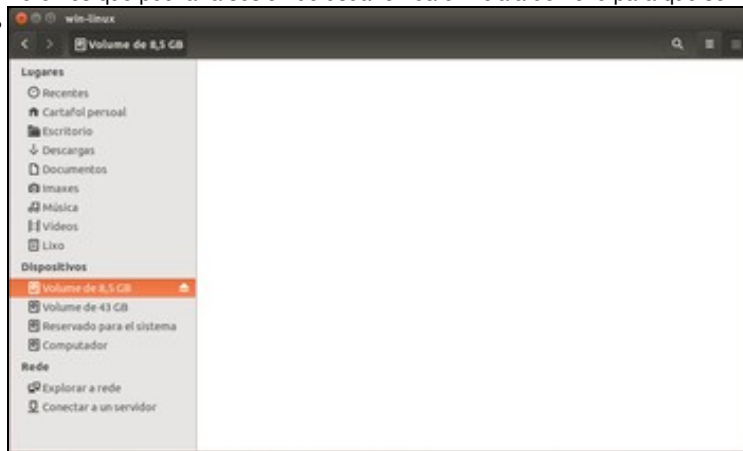 win-linux
Volume de 8,5 GB
Lugares
Recentes
Cartafol persoal
Escritorio
Descargas
Documentos
Imaxes
Música
Vídeos
Lixo
Dispositivos
Volume de 8,5 GB
Volume de 43 GB
Reservado para el sistema
Computador
Rede
Explorar a rede
Conectar a un servidor